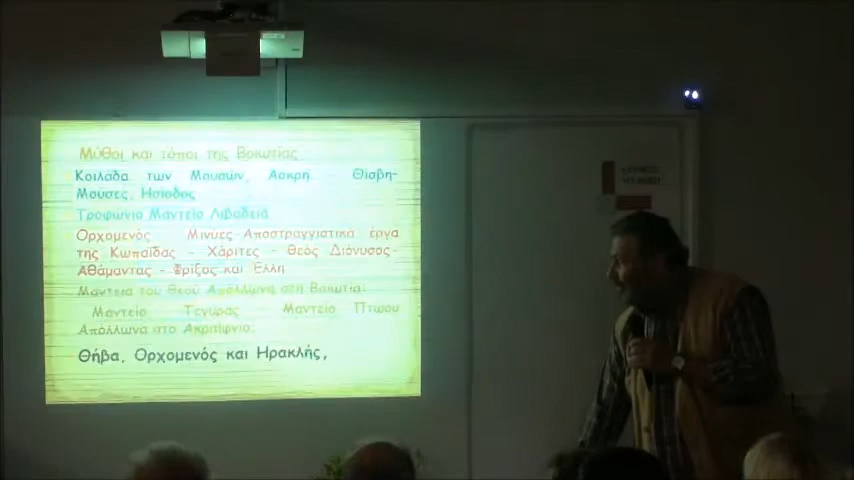 Μύθοι και τόποι της Βοιωτίας
Κοιλάδα των Μουσών, Άσκρη. Θίσβη-
Μούσες, Ησίοδος
Τροφώνιο Μαντείο Λιβαδειά
Ορχομενός Μινύες-Αποστραγγιστικά έργα
της Κωπαΐδας - Χάριτες - Θεός Διόνυσος-
Αθάμαντας - Φρίξος και Έλλη
Μαντεία του Θεού Απόλλωνα στη Βοιωτία:
Μαντείο Τεγύρας Μαντείο Πτώου
Απόλλωνα στο Ακραίφνιο.
Θήβα, Ορχομενός και Ηρακλής,